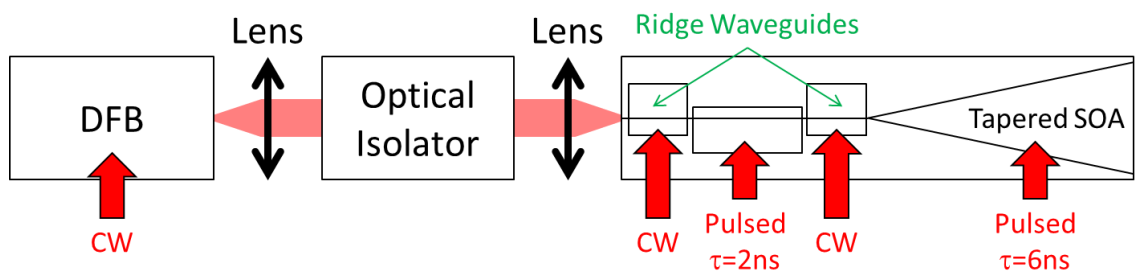 Lens
Lens
Ridge Waveguides
DFB
Optical
Isolator
Tapered SOA
CW
CW
Pulsed
τ=2ns
CW
Pulsed
τ=6ns